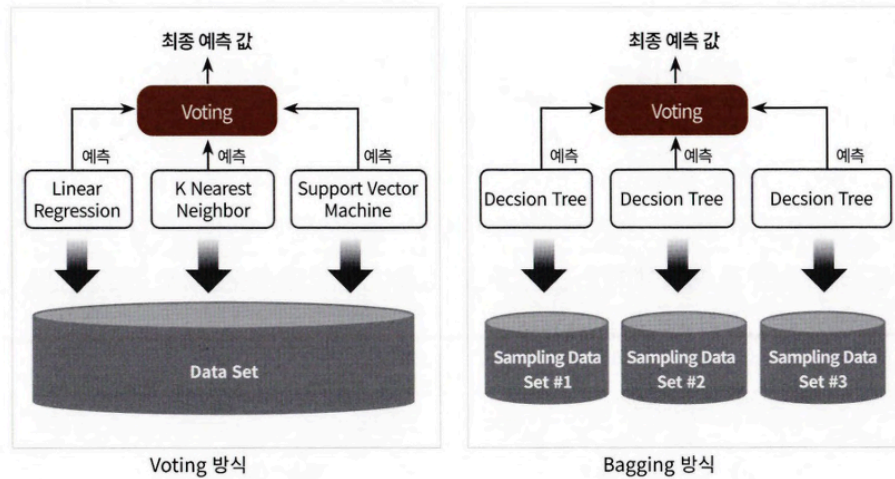 최종 예측 값
Voting
예측
예측
예측
Linear
Regression
K Nearest
Neighbor
Support Vector
Machine
Data Set
Voting 방식
최종 예측 값
Voting
예측
예측
예측
Decsion Tree
Decsion Tree
Decsion Tree
Sampling Data
Set #1
Sampling Data
Set #2
Sampling Data
Set #3
Bagging 방식